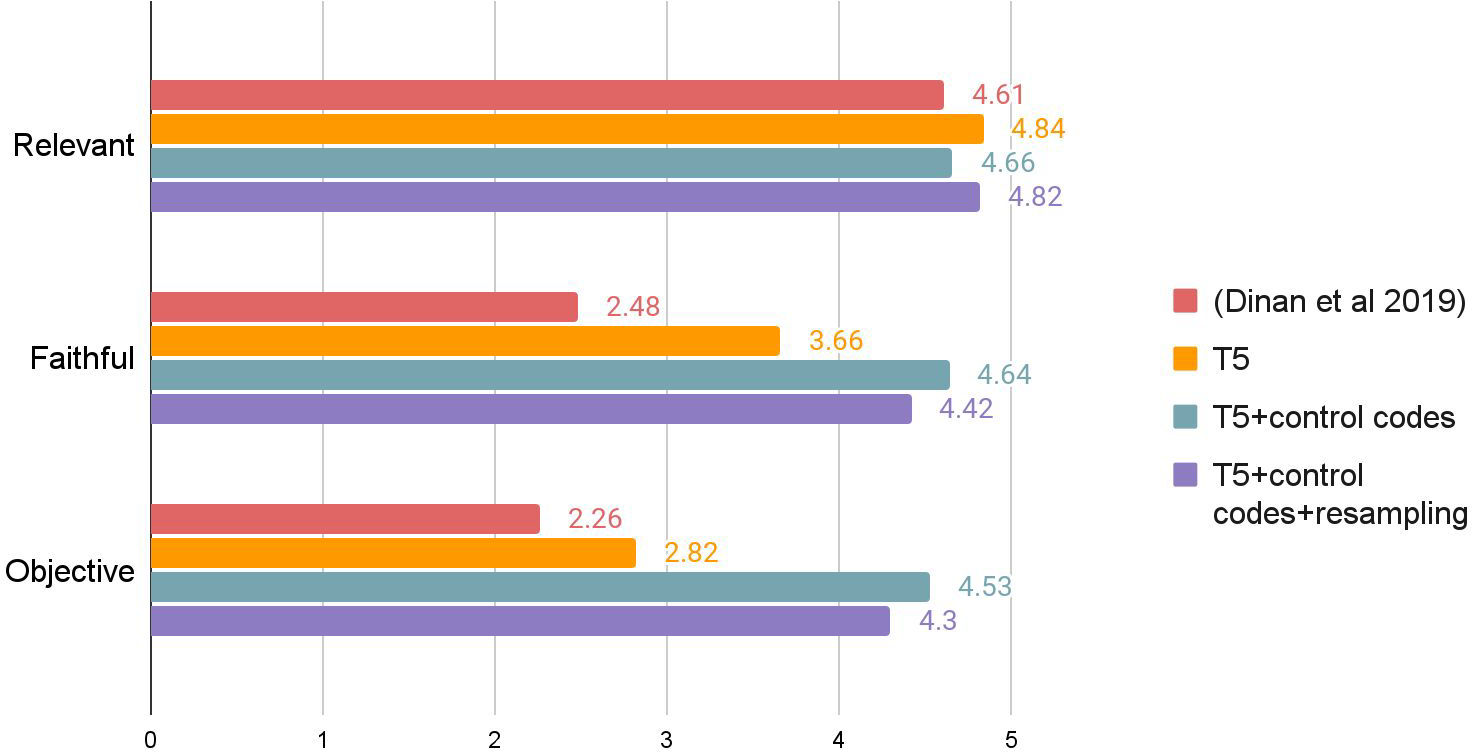 Relevant
4.61
4.84
4.66
4.82
Faithful
2.48
3.66
4.64
4.42
Objective
2.26
2.82
4.53
4.3
0 1 2 3 4 5
(Dinan et al 2019)
T5
T5+control codes
T5+control
codes+resampling